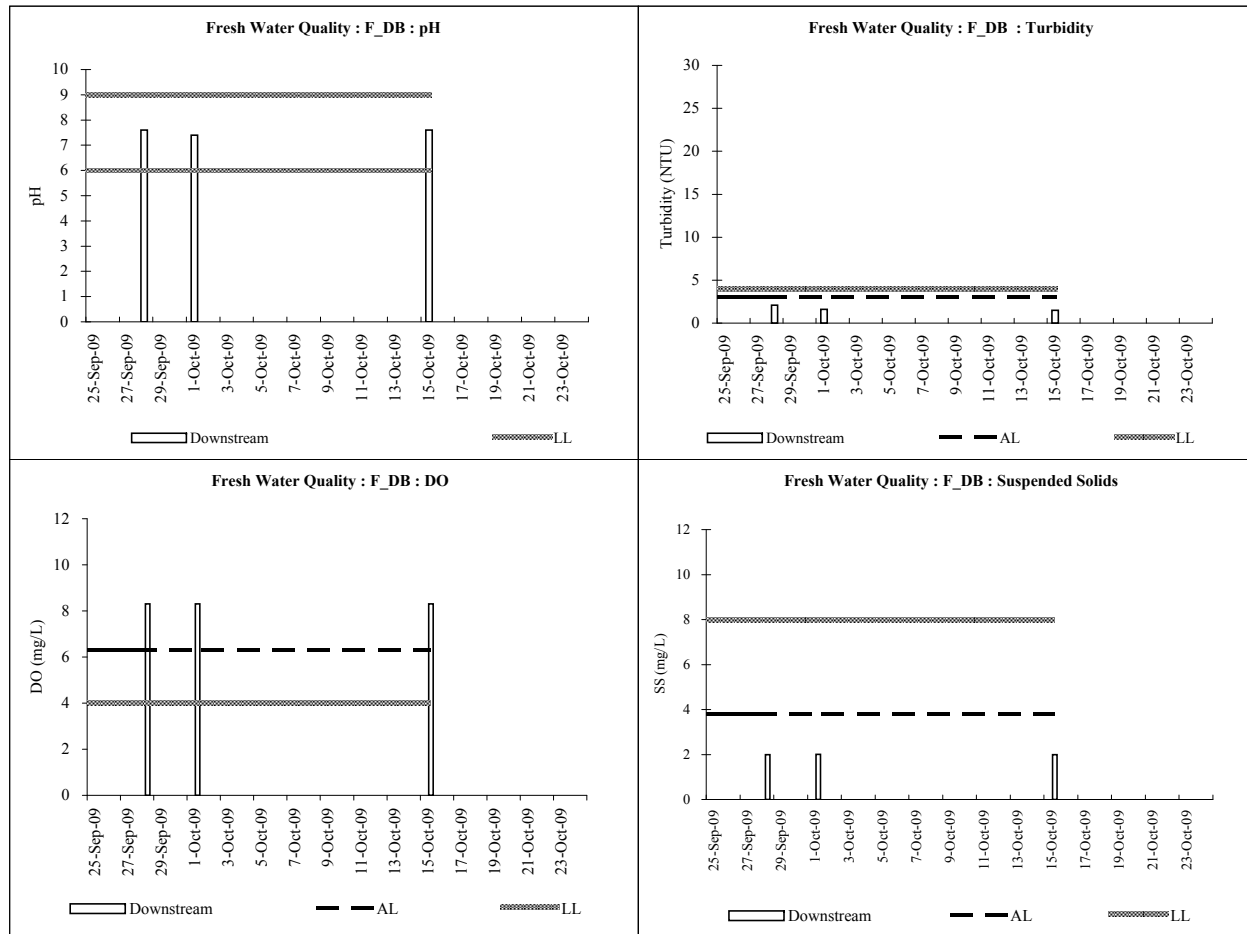 Fresh Water Quality : F_DB : pH
10
9
8
7
6
5
4
3
2
1
0
pH
25-Sep-09
27-Sep-09
29-Sep-09
1-Oct-09
3-Oct-09
5-Oct-09
7-Oct-09
9-Oct-09
11-Oct-09
13-Oct-09
15-Oct-09
17-Oct-09
19-Oct-09
21-Oct-09
23-Oct-09
Downstream LL
Fresh Water Quality : F_DB : Turbidity
30
25
20
15
10
5
0
Turbidity (NTU)
25-Sep-09
27-Sep-09
29-Sep-09
1-Oct-09
3-Oct-09
5-Oct-09
7-Oct-09
9-Oct-09
11-Oct-09
13-Oct-09
15-Oct-09
17-Oct-09
19-Oct-09
21-Oct-09
23-Oct-09
Downstream AL LL
Fresh Water Quality : F_DB : DO
12
10
8
6
4
2
0
DO (mg/L)
25-Sep-09
27-Sep-09
29-Sep-09
1-Oct-09
3-Oct-09
5-Oct-09
7-Oct-09
9-Oct-09
11-Oct-09
13-Oct-09
15-Oct-09
17-Oct-09
19-Oct-09
21-Oct-09
23-Oct-09
Downstream AL LL
Fresh Water Quality : F_DB : Suspended Solids
12
10
8
6
4
2
0
SS (mg/L)
25-Sep-09
27-Sep-09
29-Sep-09
1-Oct-09
3-Oct-09
5-Oct-09
7-Oct-09
9-Oct-09
11-Oct-09
13-Oct-09
15-Oct-09
17-Oct-09
19-Oct-09
21-Oct-09
23-Oct-09
Downstream AL LL